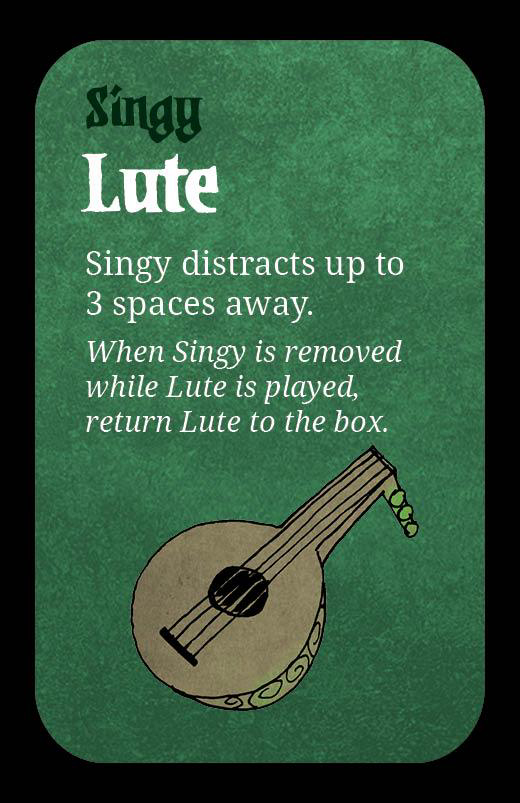 Singy
Lute
Singy distracts up to
3 spaces away.
When Singy is removed
while Lute is played,
return Lute to the box.